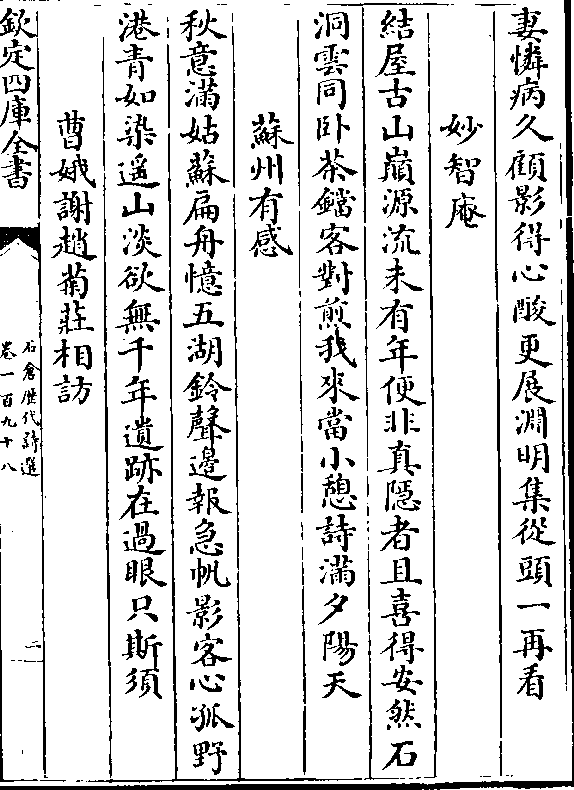 妻憐病久顧影得心酸更展淵明集從頭一再看
妙智庵
結屋古山巔源流未有年便非真隱者且喜得安然石
洞雲同卧茶鐺客對煎我來當小憩詩滿夕陽天
蘇州有感
秋意滿姑蘇扁舟憶五湖鈴聲邊報急帆影客心孤野
港青如染遥山淡欲無千年遺跡在過眼只斯須
曹娥謝趙菊莊相訪
欽定四庫全書
石倉歷代詩選
卷一百九十八
二